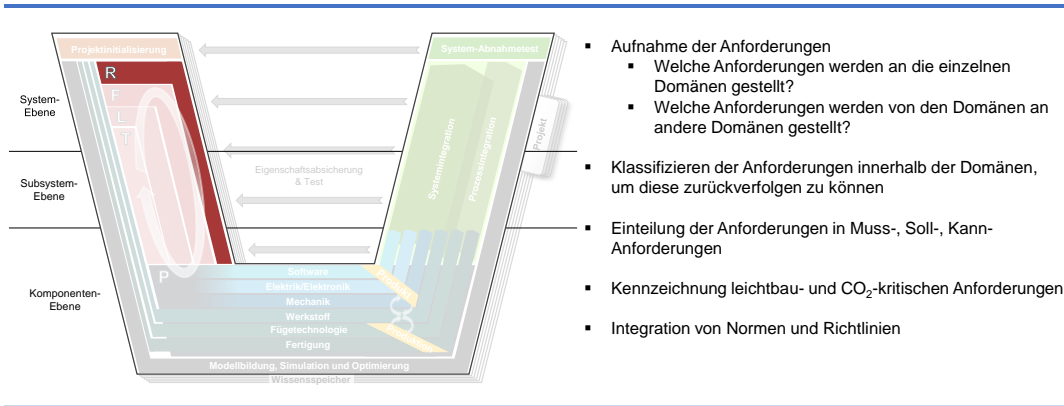 Projektinitialisierung
System-Abnahmetest
R
F
L
T
P
System-
Ebene
Subsystem-
Ebene
Komponenten-
Ebene
Eigenschaftsabsicherung
& Test
Systemintegration
Prozessintegration
Projekt
Produkt
Produktion
Software
Elektrik/Elektronik
Mechanik
Werkstoff
Fügetechnologie
Fertigung
Modellbildung, Simulation und Optimierung
Wissensspeicher
▪ Aufnahme der Anforderungen
▪ Welche Anforderungen werden an die einzelnen
Domänen gestellt?
▪ Welche Anforderungen werden von den Domänen an
andere Domänen gestellt?
▪ Klassifizieren der Anforderungen innerhalb der Domänen,
um diese zurückverfolgen zu können
▪ Einteilung der Anforderungen in Muss-, Soll-, Kann-
Anforderungen
▪ Kennzeichnung leichtbau- und CO₂-kritischen Anforderungen
▪ Integration von Normen und Richtlinien